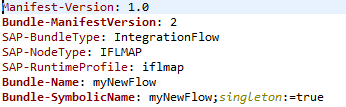 Manifest-Version: 1.0
Bundle-ManifestVersion: 2
SAP-BundleType: IntegrationFlow
SAP-NodeType: IFLMAP
SAP-RuntimeProfile: iflmap
Bundle-Name: myNewFlow
Bundle-SymbolicName: myNewFlow;singleton:=true